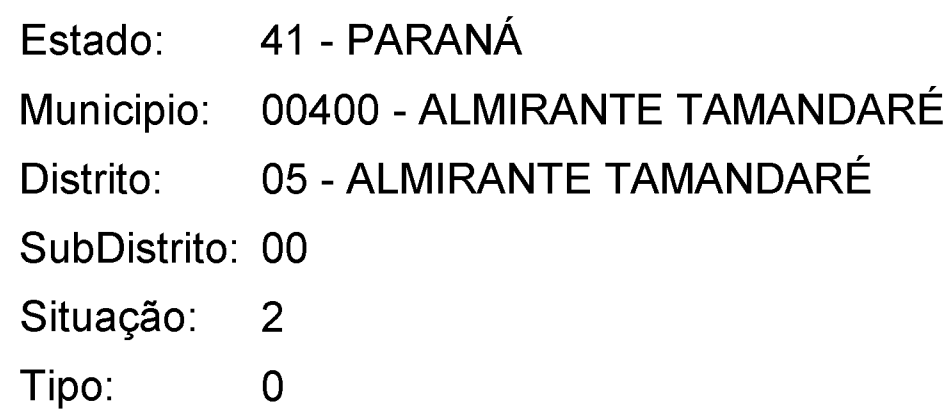 Estado: 41 - PARANÁ
Municipio: 00400 - ALMIRANTE TAMANDARÉ
Distrito: 05 - ALMIRANTE TAMANDARÉ
SubDistrito: 00
Situação: 2
Tipo: 0